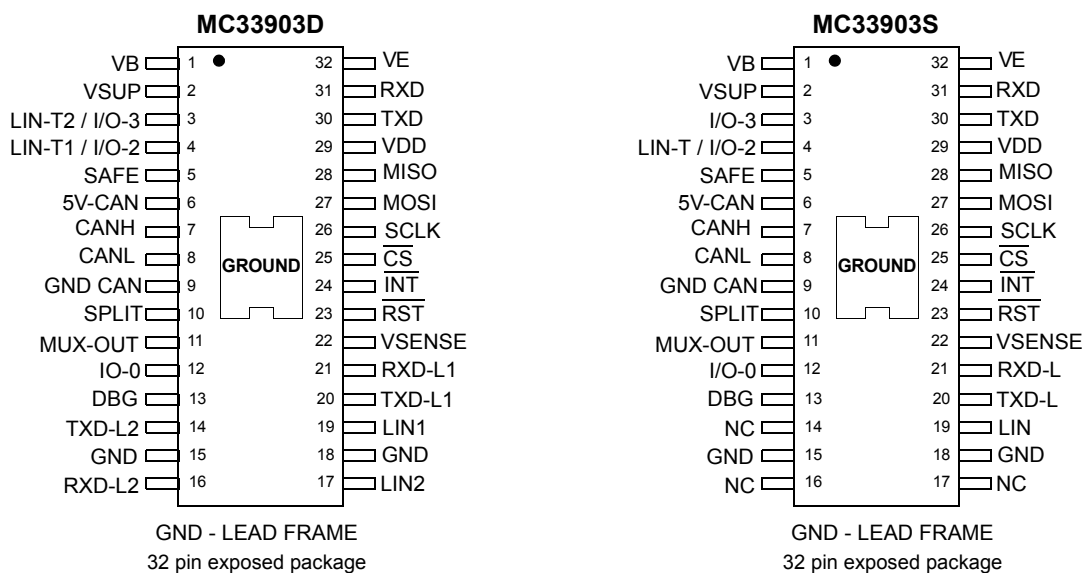 MC33903D
VB 1 32 VE
VSUP 2 31 RXD
LIN-T2 / I/O-3 3 30 TXD
LIN-T1 / I/O-2 4 29 VDD
SAFE 5 28 MISO
5V-CAN 6 27 MOSI
CANH 7 26 SCLK
CANL 8 25 CS
GROUND
GND CAN 9 24 INT
SPLIT 10 23 RST
MUX-OUT 11 22 VSENSE
IO-0 12 21 RXD-L1
DBG 13 20 TXD-L1
TXD-L2 14 19 LIN1
GND 15 18 GND
RXD-L2 16 17 LIN2
GND - LEAD FRAME
32 pin exposed package
MC33903S
VB 1 32 VE
VSUP 2 31 RXD
I/O-3 3 30 TXD
LIN-T / I/O-2 4 29 VDD
SAFE 5 28 MISO
5V-CAN 6 27 MOSI
CANH 7 26 SCLK
CANL 8 25 CS
GROUND
GND CAN 9 24 INT
SPLIT 10 23 RST
MUX-OUT 11 22 VSENSE
I/O-0 12 21 RXD-L
DBG 13 20 TXD-L
NC 14 19 LIN
GND 15 18 GND
NC 16 17 NC
GND - LEAD FRAME
32 pin exposed package